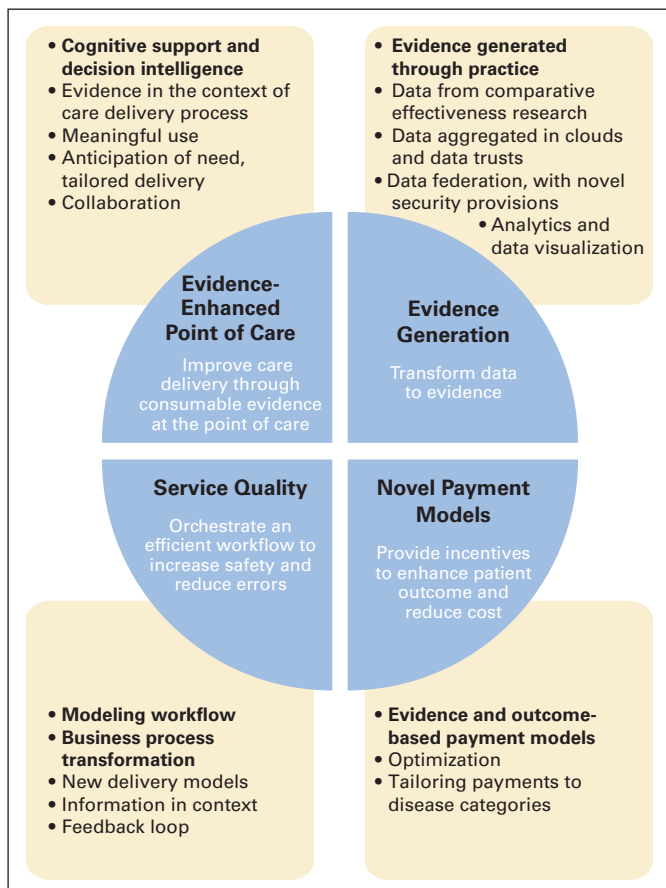 • Cognitive support and
decision intelligence
• Evidence in the context of
care delivery process
• Meaningful use
• Anticipation of need,
tailored delivery
• Collaboration
• Evidence generated
through practice
• Data from comparative
effectiveness research
• Data aggregated in clouds
and data trusts
• Data federation, with novel
security provisions
• Analytics and
data visualization
Evidence-
Enhanced
Point of Care
Improve care
delivery through
consumable evidence
at the point of care
Evidence
Generation
Transform data
to evidence
Service Quality
Orchestrate an
efficient workflow to
increase safety and
reduce errors
Novel Payment
Models
Provide incentives
to enhance patient
outcome and
reduce cost
• Modeling workflow
• Business process
transformation
• New delivery models
• Information in context
• Feedback loop
• Evidence and outcome-
based payment models
• Optimization
• Tailoring payments to
disease categories